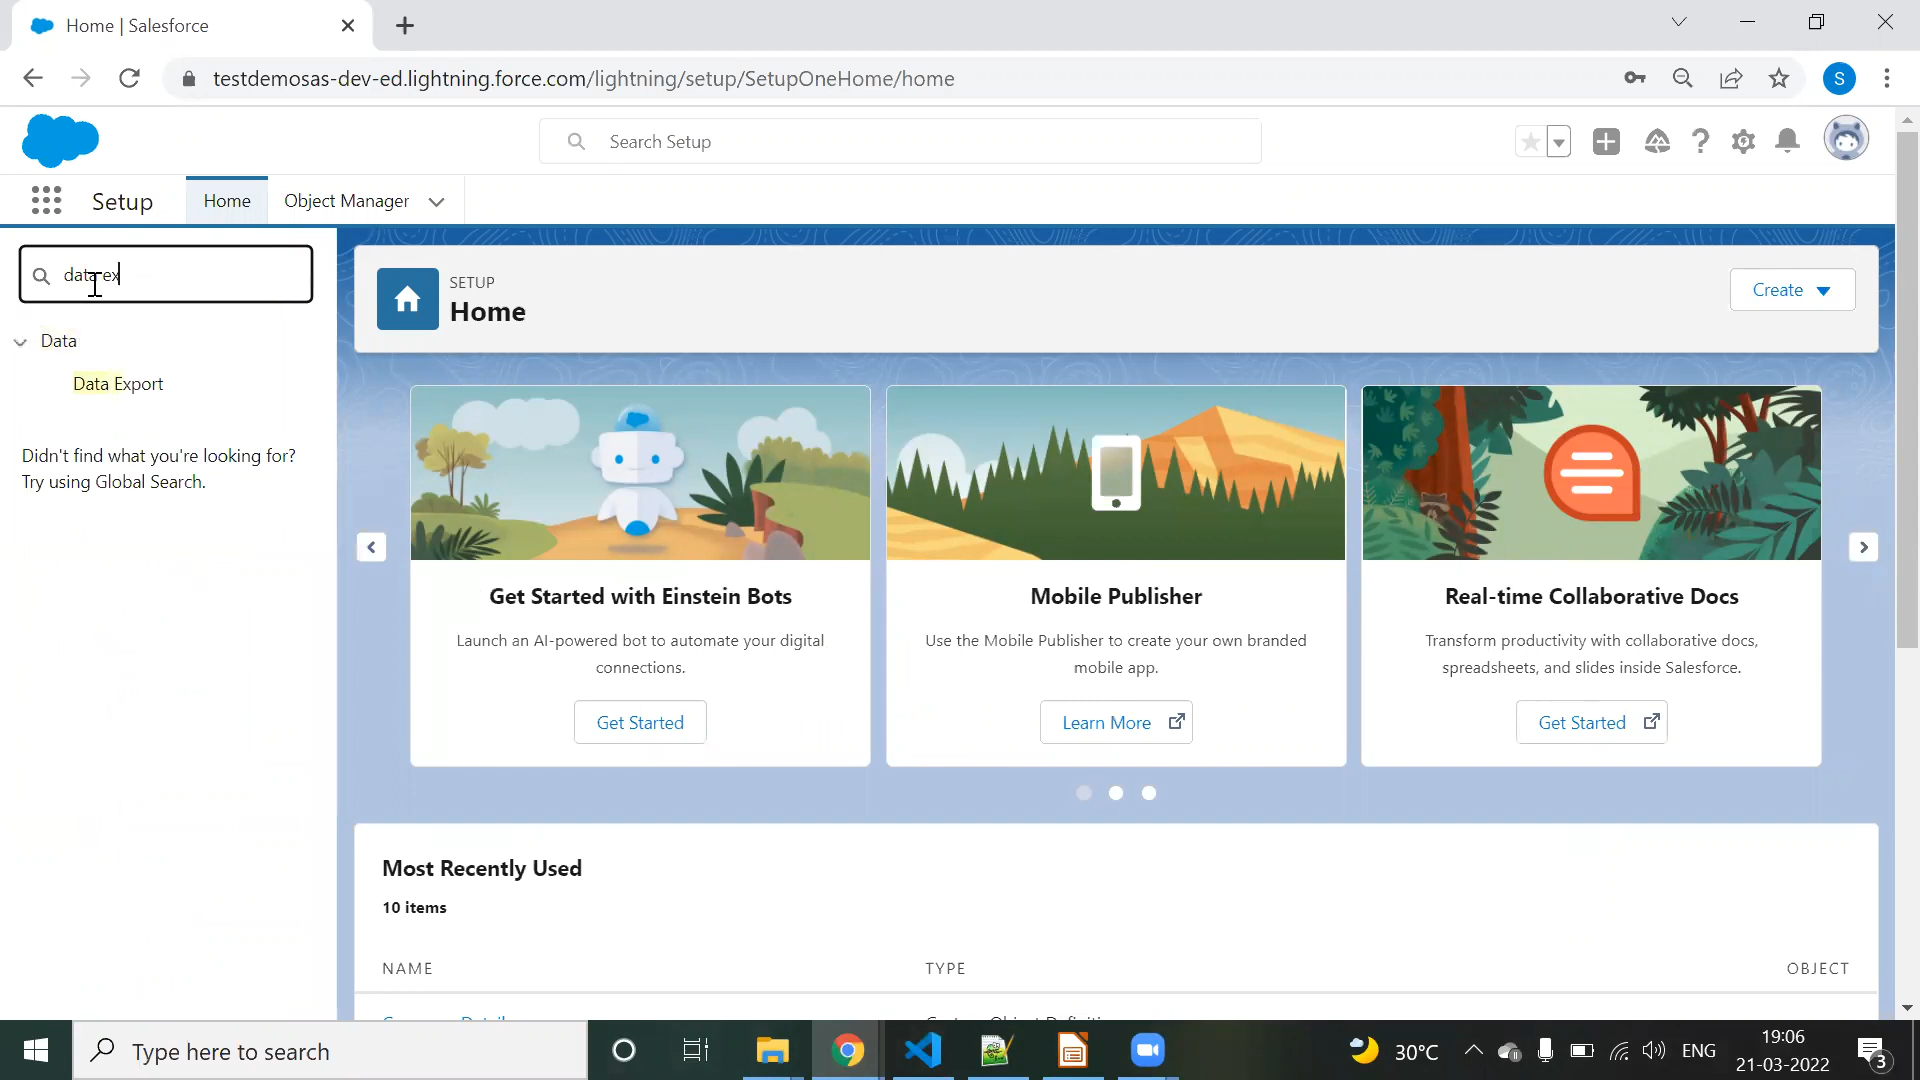 Home | Salesforce
testdemosas-dev-ed.lightning.force.com/lightning/setup/SetupOneHome/home
S
Search Setup
Setup
Home
Object Manager
data ex
Data
Data Export
Didn't find what you're looking for?
Try using Global Search.
SETUP
Home
Create
Get Started with Einstein Bots
Launch an AI-powered bot to automate your digital
connections.
Get Started
Mobile Publisher
Use the Mobile Publisher to create your own branded
mobile app.
Learn More
Real-time Collaborative Docs
Transform productivity with collaborative docs,
spreadsheets, and slides inside Salesforce.
Get Started
Most Recently Used
10 items
NAME
TYPE
OBJECT
Type here to search
30°C
ENG
19:06
21-03-2022
3